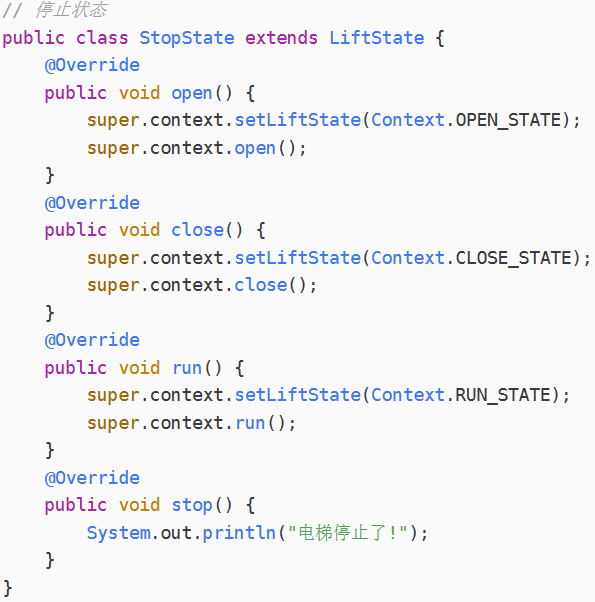 // 停止状态
public class StopState extends LiftState {
    @Override
    public void open() {
        super.context.setLiftState(Context.OPEN_STATE);
        super.context.open();
    }
    @Override
    public void close() {
        super.context.setLiftState(Context.CLOSE_STATE);
        super.context.close();
    }
    @Override
    public void run() {
        super.context.setLiftState(Context.RUN_STATE);
        super.context.run();
    }
    @Override
    public void stop() {
        System.out.println("电梯停止了!");
    }
}